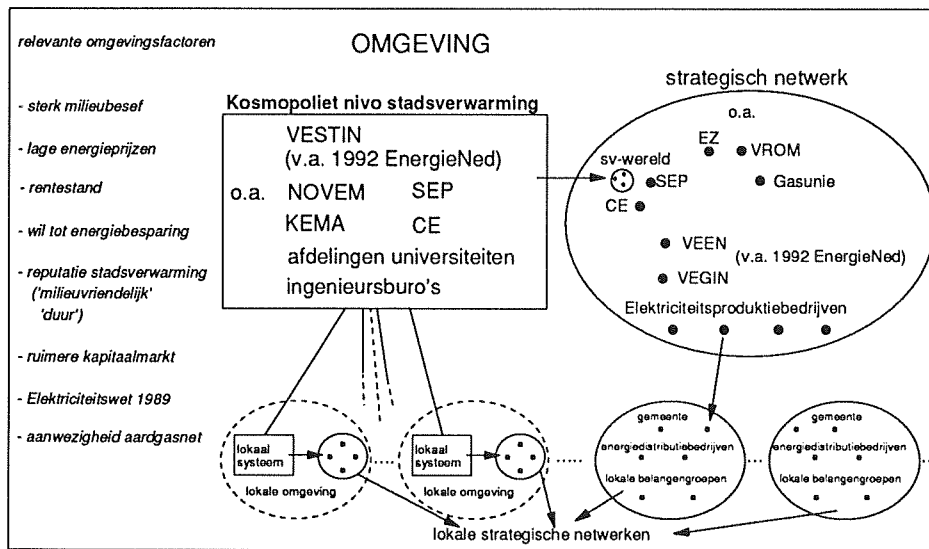 relevante omgevingsfactoren
OMGEVING
- sterk milieubesef
- lage energieprijzen
- rentestand
- wil tot energiebesparing
- reputatie stadsverwarming
('milieuvriendelijk'
'duur')
- ruimere kapitaalmarkt
- Elektriciteitswet 1989
- aanwezigheid aardgasnet
Kosmopoliet nivo stadsverwarming
VESTIN
(v.a. 1992 EnergieNed)
o.a. NOVEM SEP
KEMA CE
afdelingen universiteiten
ingenieursburo's
strategisch netwerk
o.a.
EZ VROM
sv-wereld
SEP Gasunie
CE
VEEN
(v.a. 1992 EnergieNed)
VEGIN
Elektriciteitsproduktiebedrijven
lokaal
systeem
lokale omgeving
lokaal
systeem
lokale omgeving
gemeente
energiedistributiebedrijven
lokale belangengroepen
gemeente
energiedistributiebedrijven
lokale belangengroepen
lokale strategische netwerken